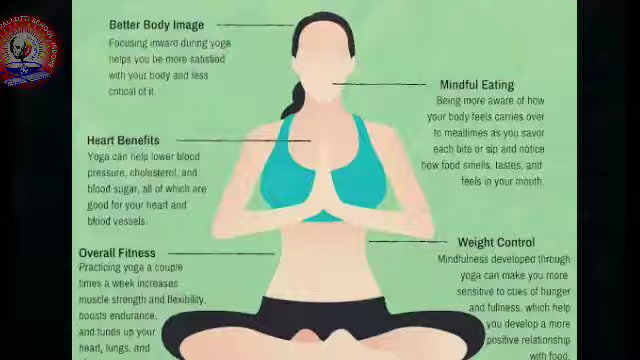 Better Body Image
Focusing inward during yoga
helps you be more satisfied
with your body and less
critical of it.
Mindful Eating
Being more aware of how
your body feels carries over
to mealtimes as you savor
each bite or sip and notice
how food smells, tastes, and
feels in your mouth.
Heart Benefits
Yoga can help lower blood
pressure, cholesterol, and
blood sugar, all of which are
good for your heart and
blood vessels.
Overall Fitness
Practicing yoga a couple
times a week increases
muscle strength and flexibility,
boosts endurance,
and tunes up your
heart, lungs, and
Weight Control
Mindfulness developed through
yoga can make you more
sensitive to cues of hunger
and fullness, which help
you develop a more
positive relationship
with food.